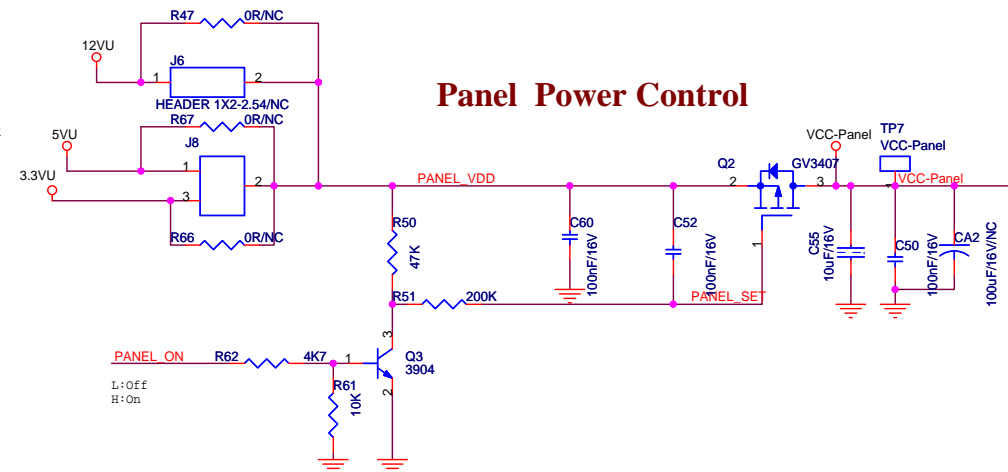 R47 0R/NC
12VU
J6
1 2
HEADER 1X2-2.54/NC
Panel Power Control
R67 0R/NC
5VU
J8
1
3.3VU
2
3
R66 0R/NC
PANEL_VDD
R50
47K
R51 200K
C60
100nF/16V
C52
100nF/16V
PANEL_SET
Q2 GV3407
2 3
1
VCC-Panel
TP7
VCC-Panel
VCC-Panel
C55
10uF/16V
C50
100nF/16V
CA2
100uF/16V/NC
PANEL_ON R62 4K7 1
3
Q3
3904
2
R61
10K
L:Off
H:On